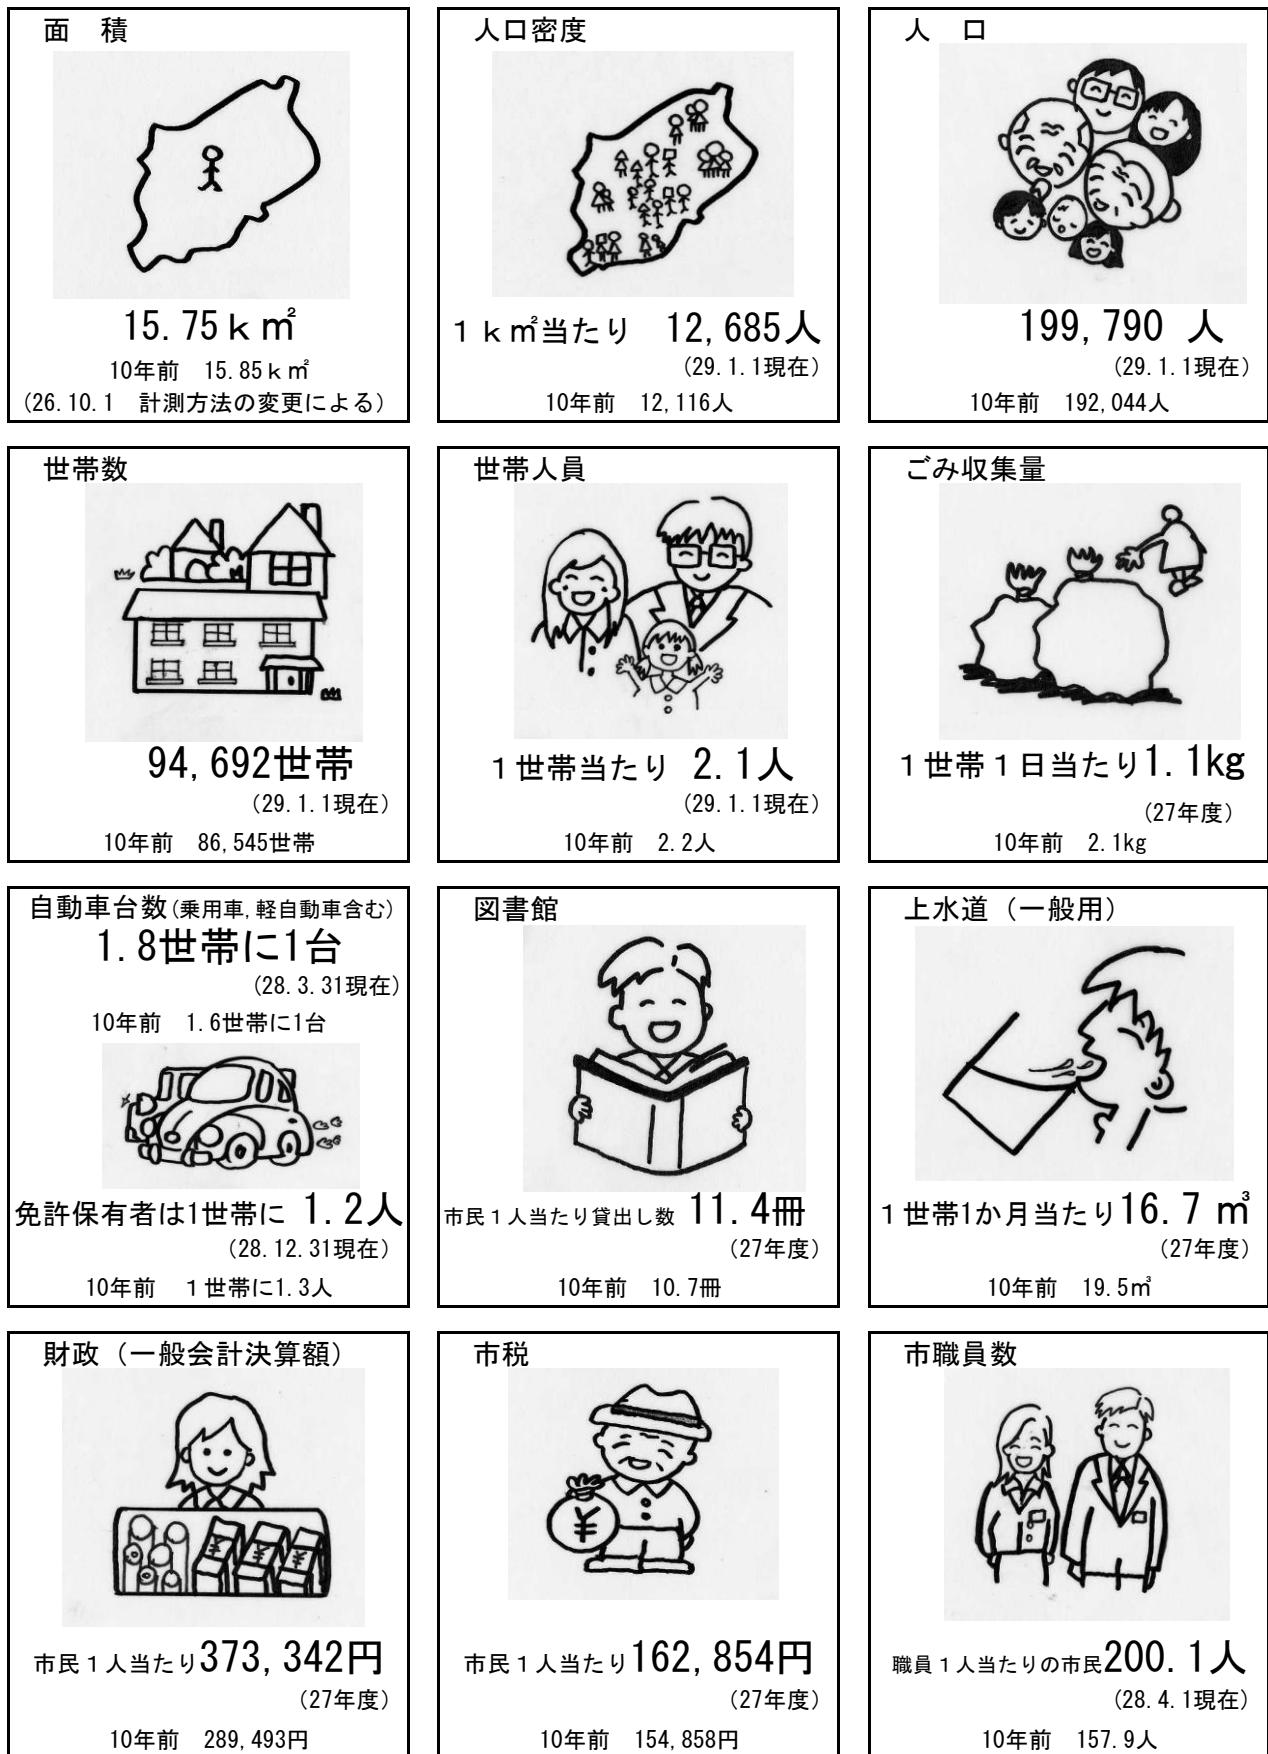 面　積
15.75ｋ㎡
10年前　15.85ｋ㎡
(26.10.1　計測方法の変更による)
人口密度
１ｋ㎡当たり　12,685人
(29.1.1現在)
10年前　12,116人
人　口
199,790 人
(29.1.1現在)
10年前　192,044人
世帯数
94,692世帯
(29.1.1現在)
10年前　86,545世帯
世帯人員
１世帯当たり　2.1人
(29.1.1現在)
10年前　2.2人
ごみ収集量
１世帯１日当たり1.1kg
(27年度)
10年前　2.1kg
自動車台数(乗用車,軽自動車含む)
1.8世帯に1台
(28.3.31現在)
10年前　1.6世帯に1台
免許保有者は1世帯に 1.2人
(28.12.31現在)
10年前　１世帯に1.3人
図書館
市民１人当たり貸出し数 11.4冊
(27年度)
10年前　10.7冊
上水道（一般用）
１世帯1か月当たり16.7 ㎥
(27年度)
10年前　19.5㎥
財政（一般会計決算額）
¥ ¥ ¥
市民１人当たり373,342円
(27年度)
10年前　289,493円
市税
¥
市民１人当たり162,854円
(27年度)
10年前　154,858円
市職員数
職員１人当たりの市民200.1人
(28.4.1現在)
10年前　157.9人